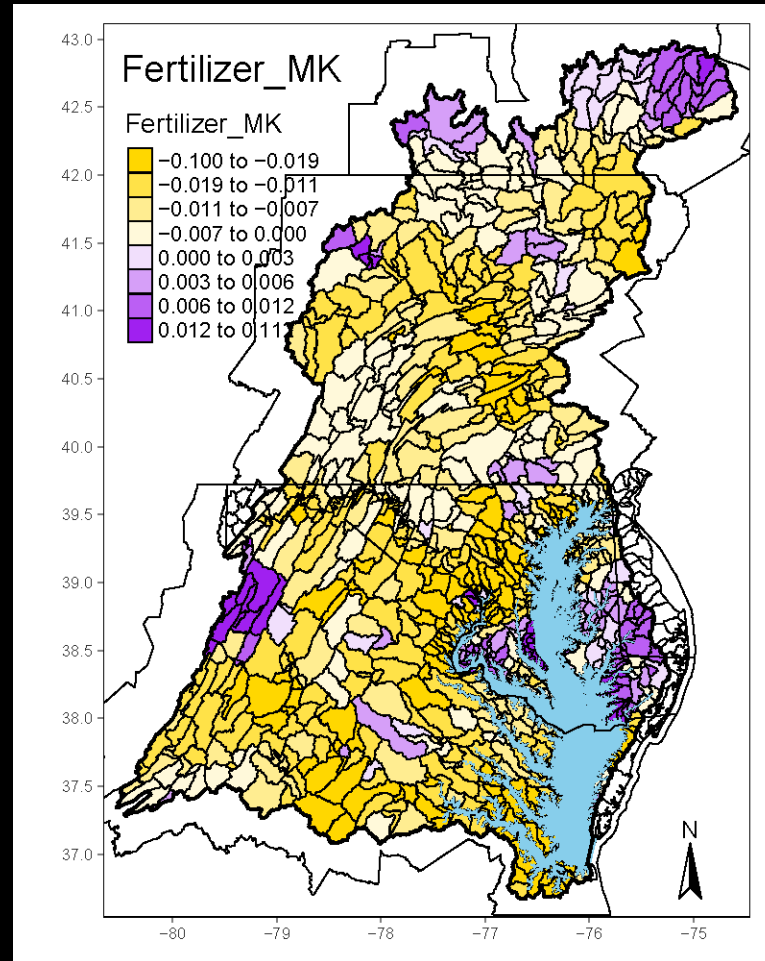 Fertilizer_MK
Fertilizer_MK
−0.100 to −0.019
−0.019 to −0.011
−0.011 to −0.007
−0.007 to 0.000
0.000 to 0.003
0.003 to 0.006
0.006 to 0.012
0.012 to 0.112
43.0
42.5
42.0
41.5
41.0
40.5
40.0
39.5
39.0
38.5
38.0
37.5
37.0
N
−80 −79 −78 −77 −76 −75